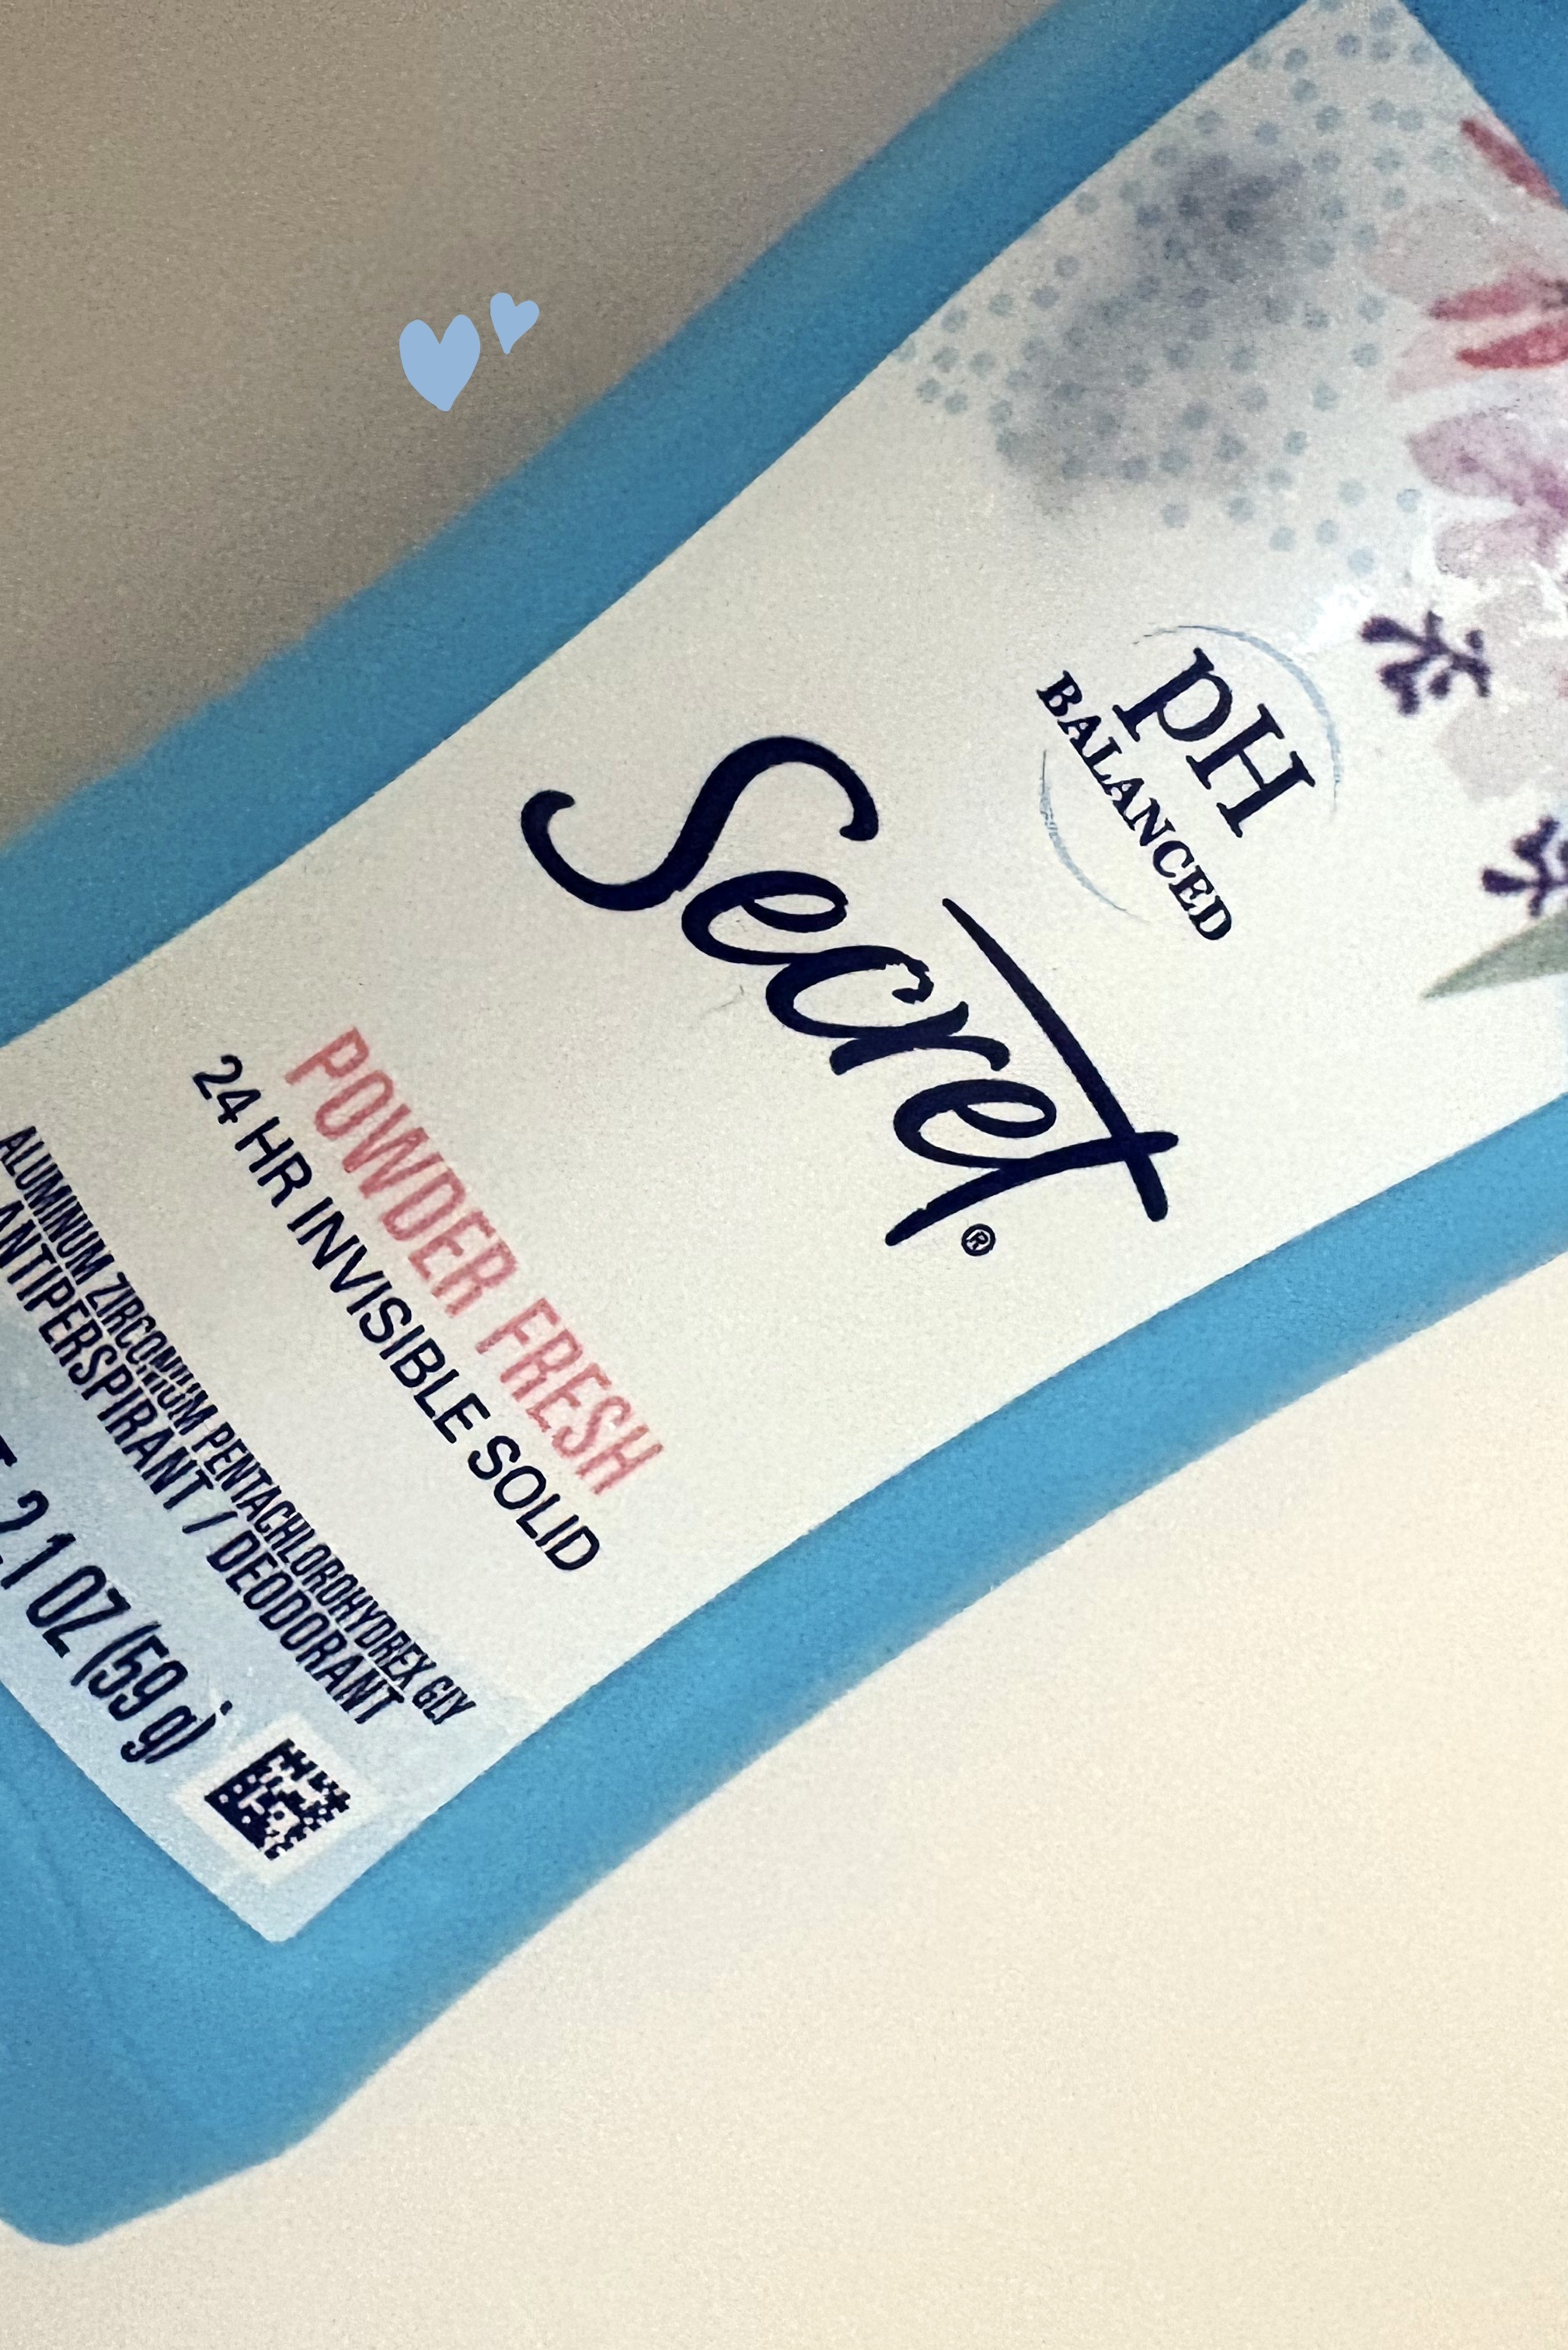 pH
BALANCED
Secret®
POWDER FRESH
24 HR INVISIBLE SOLID
ALUMINUM ZIRCONIUM PENTACHLOROHYDREX GLY
ANTIPERSPIRANT / DEODORANT
2.1 OZ (59 g)